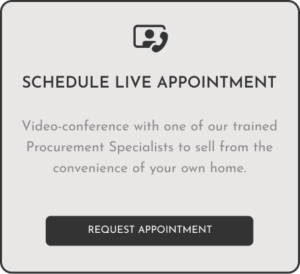 SCHEDULE LIVE APPOINTMENT
Video-conference with one of our trained
Procurement Specialists to sell from the
convenience of your own home.
REQUEST APPOINTMENT